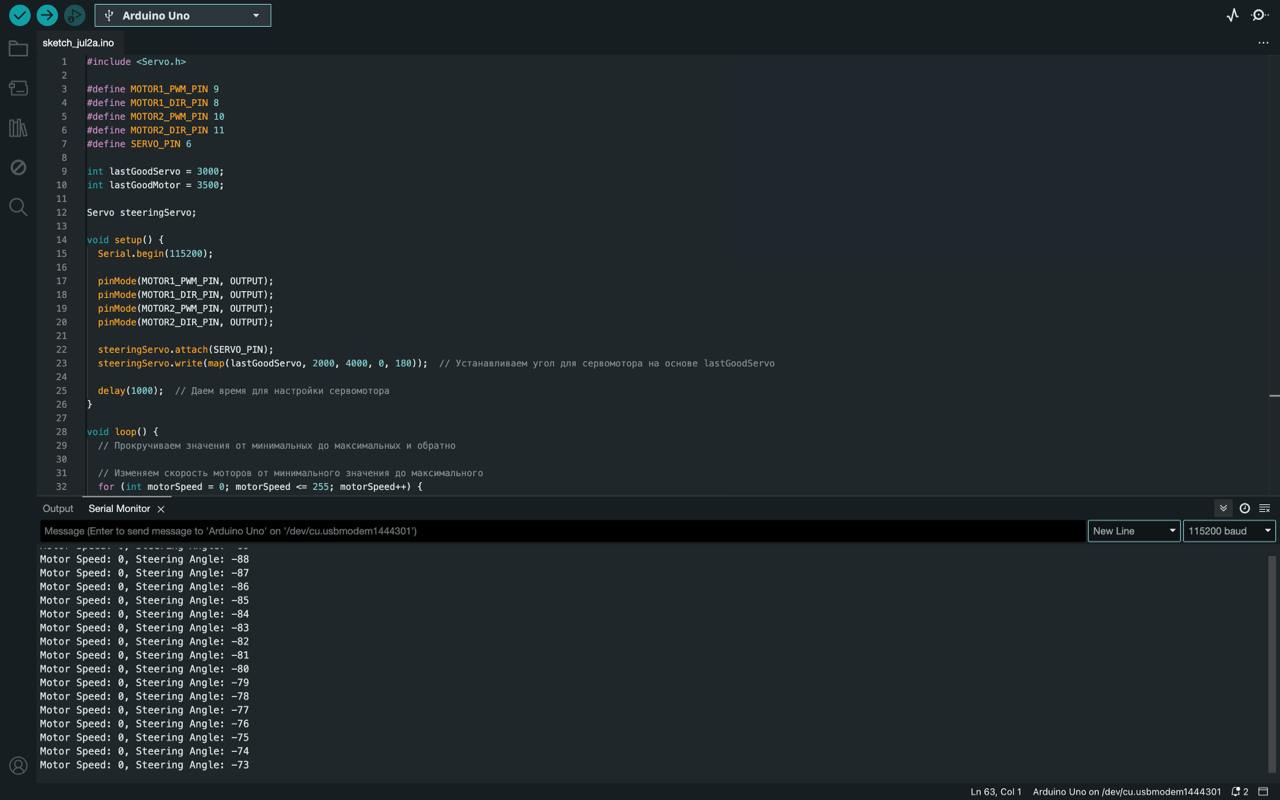 Arduino Uno
sketch_jul2a.ino
1 #include <Servo.h>
2
3 #define MOTOR1_PWM_PIN 9
4 #define MOTOR1_DIR_PIN 8
5 #define MOTOR2_PWM_PIN 10
6 #define MOTOR2_DIR_PIN 11
7 #define SERVO_PIN 6
8
9 int lastGoodServo = 3000;
10 int lastGoodMotor = 3500;
11
12 Servo steeringServo;
13
14 void setup() {
15 Serial.begin(115200);
16
17 pinMode(MOTOR1_PWM_PIN, OUTPUT);
18 pinMode(MOTOR1_DIR_PIN, OUTPUT);
19 pinMode(MOTOR2_PWM_PIN, OUTPUT);
20 pinMode(MOTOR2_DIR_PIN, OUTPUT);
21
22 steeringServo.attach(SERVO_PIN);
23 steeringServo.write(map(lastGoodServo, 2000, 4000, 0, 180)); // Устанавливаем угол для сервомотора на основе lastGoodServo
24
25 delay(1000); // Даем время для настройки сервомотора
26 }
27
28 void loop() {
29 // Прокручиваем значения от минимальных до максимальных и обратно
30
31 // Изменяем скорость моторов от минимального значения до максимального
32 for (int motorSpeed = 0; motorSpeed <= 255; motorSpeed++) {
Output Serial Monitor
Message (Enter to send message to 'Arduino Uno' on '/dev/cu.usbmodem1444301') New Line 115200 baud
Motor Speed: 0, Steering Angle: -88
Motor Speed: 0, Steering Angle: -87
Motor Speed: 0, Steering Angle: -86
Motor Speed: 0, Steering Angle: -85
Motor Speed: 0, Steering Angle: -84
Motor Speed: 0, Steering Angle: -83
Motor Speed: 0, Steering Angle: -82
Motor Speed: 0, Steering Angle: -81
Motor Speed: 0, Steering Angle: -80
Motor Speed: 0, Steering Angle: -79
Motor Speed: 0, Steering Angle: -78
Motor Speed: 0, Steering Angle: -77
Motor Speed: 0, Steering Angle: -76
Motor Speed: 0, Steering Angle: -75
Motor Speed: 0, Steering Angle: -74
Motor Speed: 0, Steering Angle: -73
Ln 63, Col 1 Arduino Uno on /dev/cu.usbmodem1444301 2